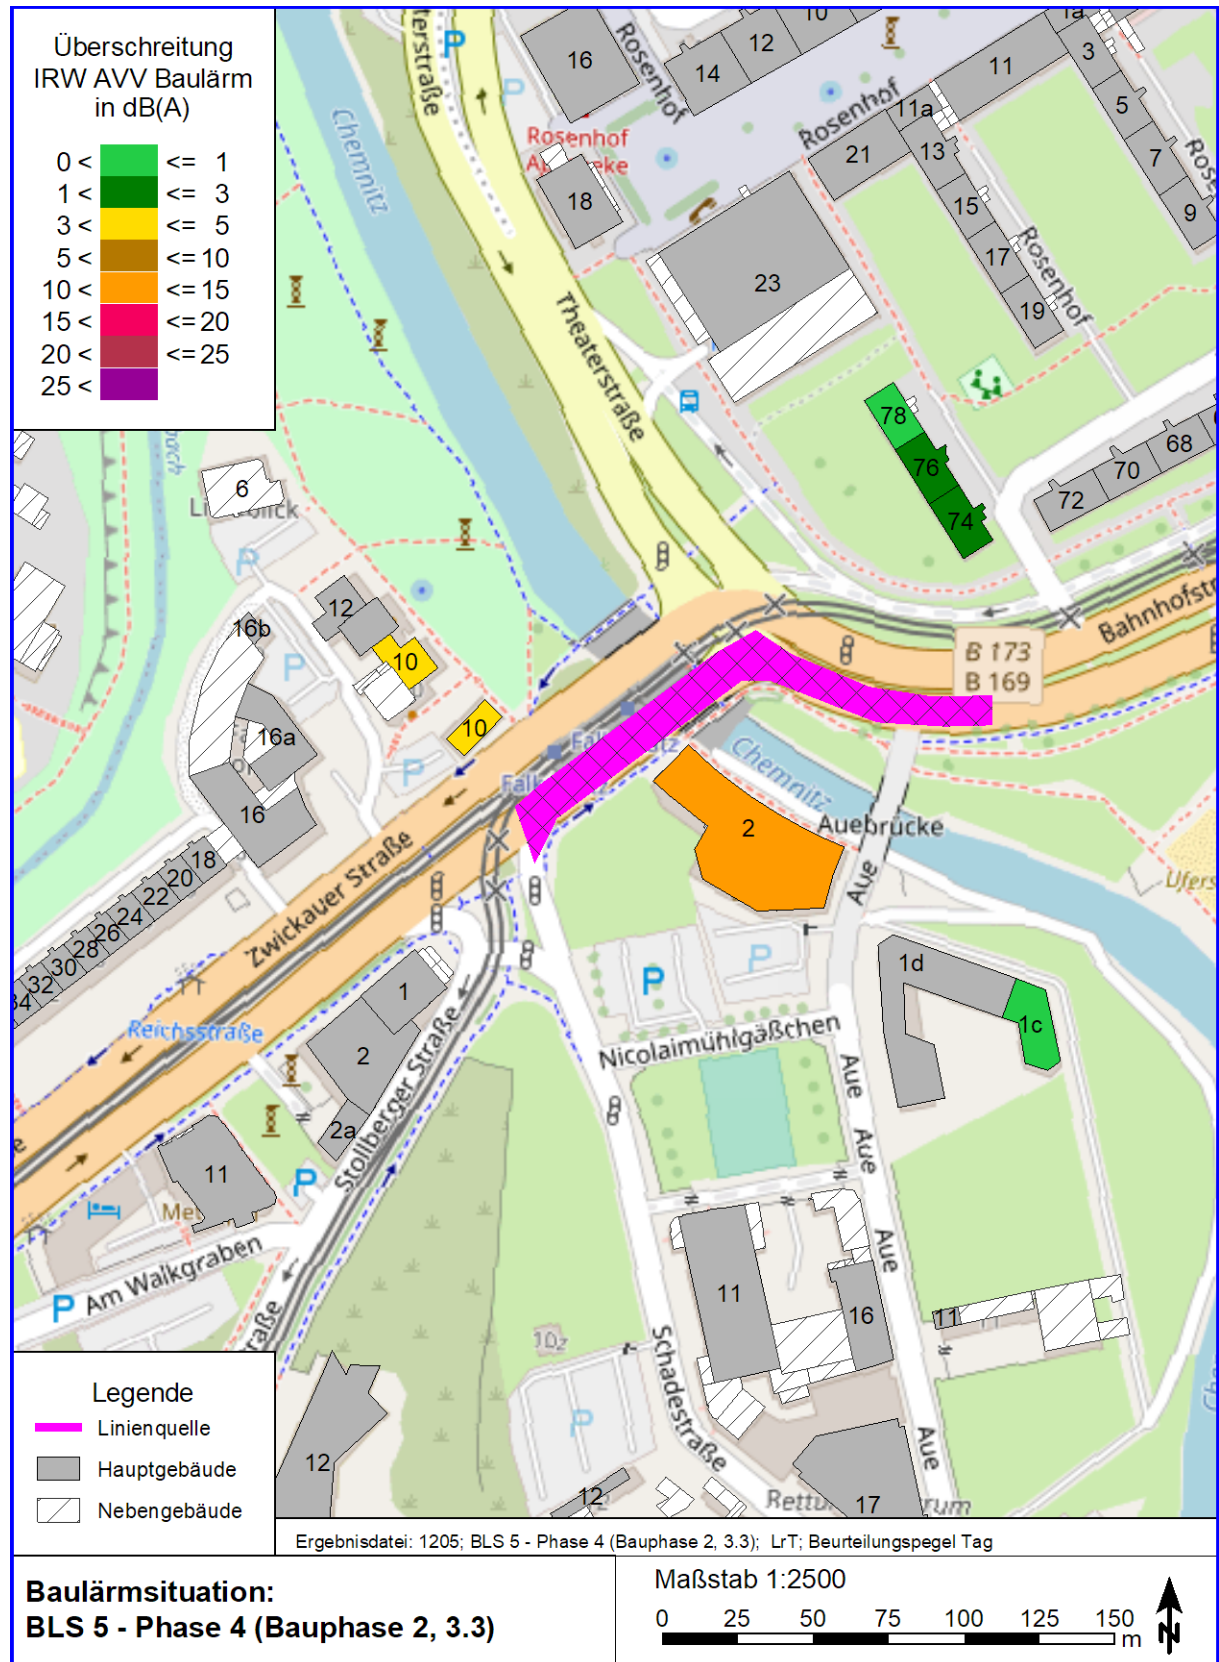 Überschreitung
IRW AVV Baulärm
in dB(A)
0 < <= 1
1 < <= 3
3 < <= 5
5 < <= 10
10 < <= 15
15 < <= 20
20 < <= 25
25 <
Chemnitz
P
P
16
Rosenhof
14
12
10
1a
3
11
5
7
9
Rosenhof
11a
13
21
15
17
19
Rosenhof
Rosenhof
18
23
Theaterstraße
78
76
74
72
70
68
6
P
12
10
10
16b
P
16a
16
P
B 173
B 169
Chemnitz
2
Auebrücke
Aue
18
20
22
24
26
28
30
32
34
Zwickauer Straße
Reichsstraße
1
2
2a
Stollberger Straße
11
P
Am Walkgraben
P
P
P
1d
1c
Nicolaimühlgäßchen
Aue
Aue
Aue
11
16
11
10z
P
Schadestraße
Aue
12
12
17
Legende
Linienquelle
Hauptgebäude
Nebengebäude
Ergebnisdatei: 1205; BLS 5 - Phase 4 (Bauphase 2, 3.3); LrT; Beurteilungspegel Tag
Baulärmsituation:
BLS 5 - Phase 4 (Bauphase 2, 3.3)
Maßstab 1:2500
0 25 50 75 100 125 150
m
N